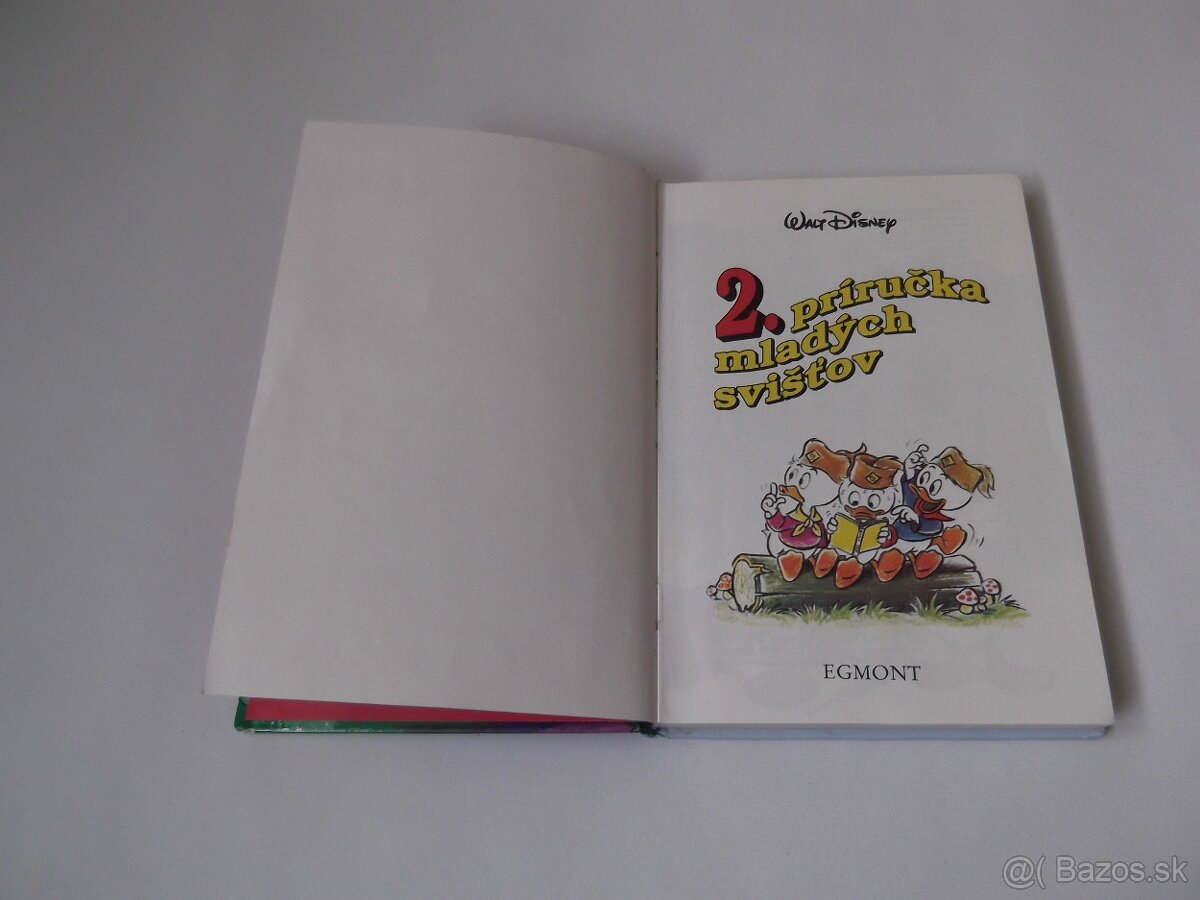 Walt Disney
2. príručka
mladých
svišťov
EGMONT
@( Bazos.sk